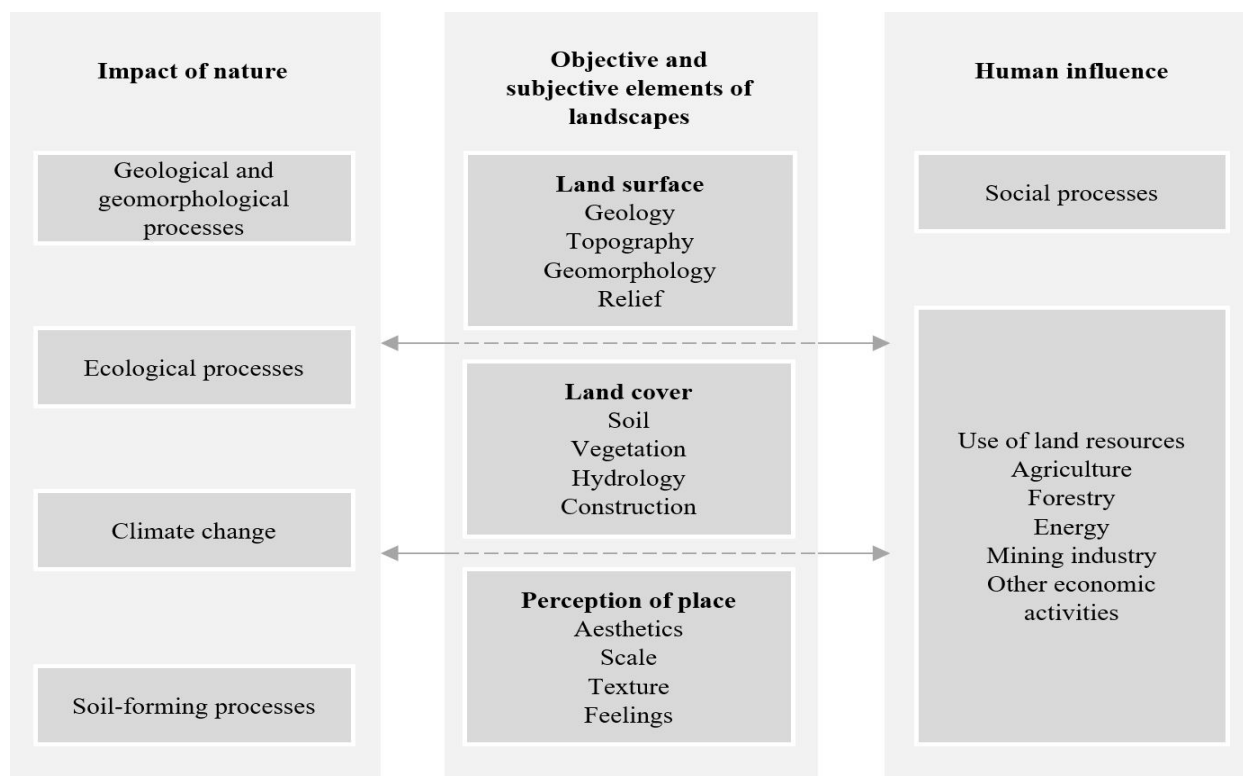 Impact of nature
Geological and
geomorphological
processes
Ecological processes
Climate change
Soil-forming processes
Objective and
subjective elements of
landscapes
Land surface
Geology
Topography
Geomorphology
Relief
Land cover
Soil
Vegetation
Hydrology
Construction
Perception of place
Aesthetics
Scale
Texture
Feelings
Human influence
Social processes
Use of land resources
Agriculture
Forestry
Energy
Mining industry
Other economic
activities